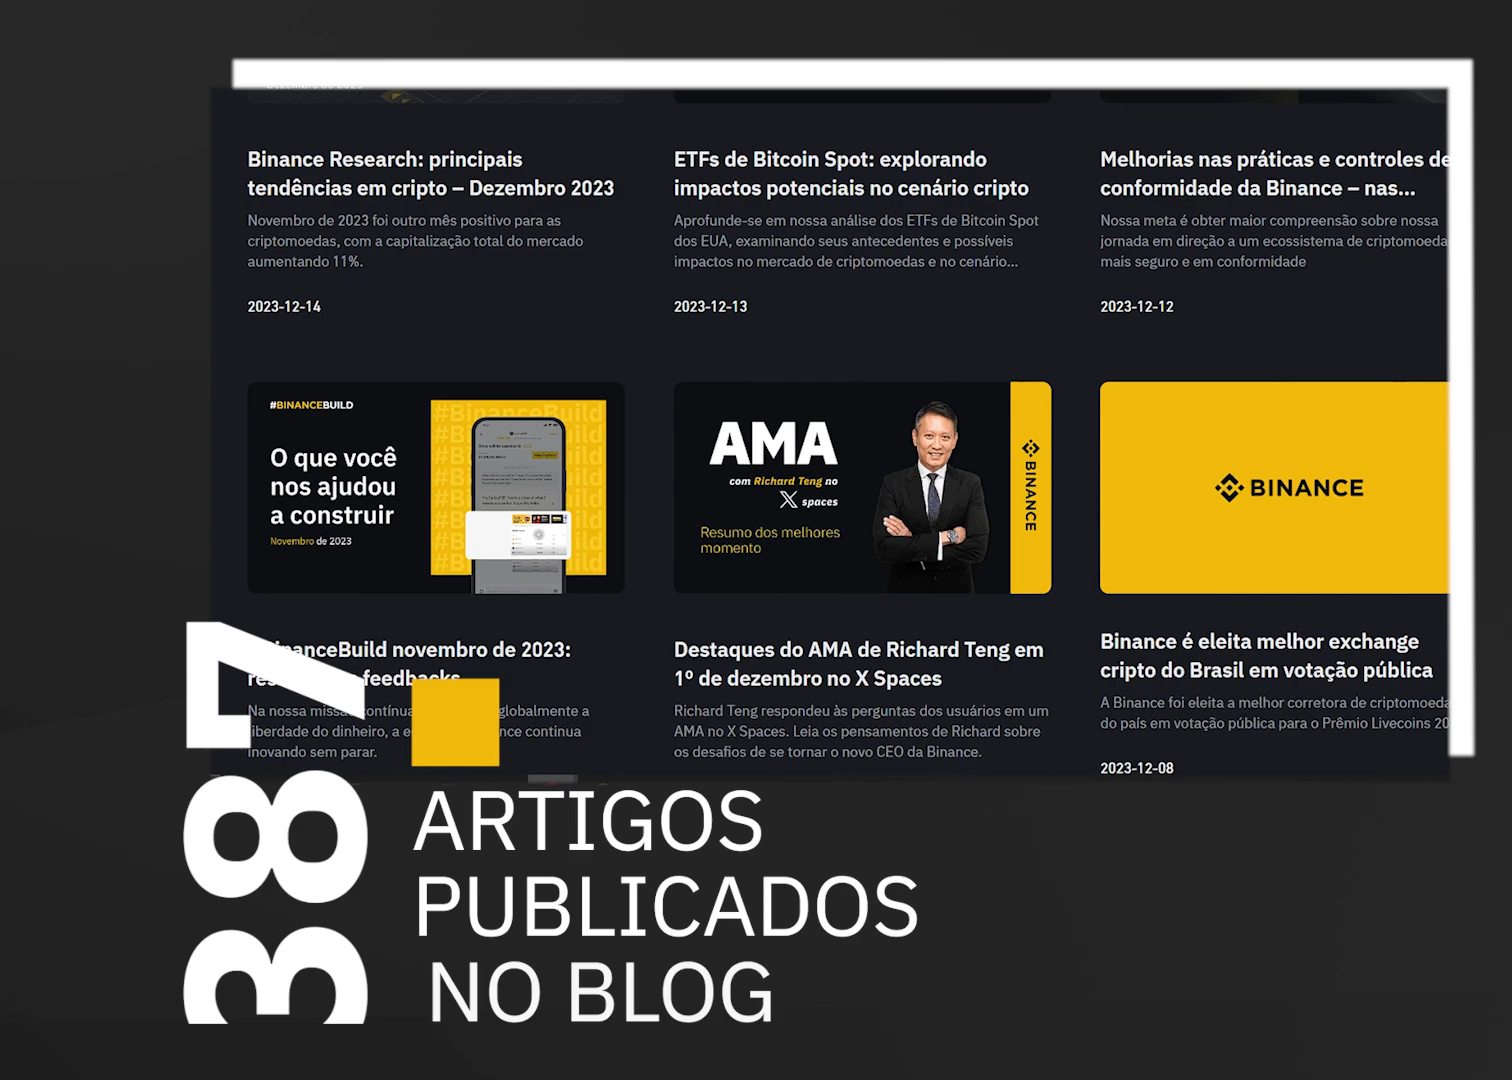 Binance Research: principais
tendências em cripto – Dezembro 2023
Novembro de 2023 foi outro mês positivo para as
criptomoedas, com a capitalização total do mercado
aumentando 11%.
2023-12-14
ETFs de Bitcoin Spot: explorando
impactos potenciais no cenário cripto
Aprofunde-se em nossa análise dos ETFs de Bitcoin Spot
dos EUA, examinando seus antecedentes e possíveis
impactos no mercado de criptomoedas e no cenário...
2023-12-13
Melhorias nas práticas e controles de
conformidade da Binance – nas...
Nossa meta é obter maior compreensão sobre nossa
jornada em direção a um ecossistema de criptomoeda
mais seguro e em conformidade
2023-12-12
#BINANCEBUILD
O que você
nos ajudou
a construir
Novembro de 2023
#BinanceBuild
AMA
com Richard Teng no
X spaces
Resumo dos melhores
momento
BINANCE
BINANCE
novembro de 2023:
feedbacks
Na nossa globalmente a
liberdade do dinheiro, a continua
inovando sem parar.
Destaques do AMA de Richard Teng em
1º de dezembro no X Spaces
Richard Teng respondeu às perguntas dos usuários em um
AMA no X Spaces. Leia os pensamentos de Richard sobre
os desafios de se tornar o novo CEO da Binance.
Binance é eleita melhor exchange
cripto do Brasil em votação pública
A Binance foi eleita a melhor corretora de criptomoeda
do país em votação pública para o Prêmio Livecoins 20
2023-12-08
387
ARTIGOS
PUBLICADOS
NO BLOG